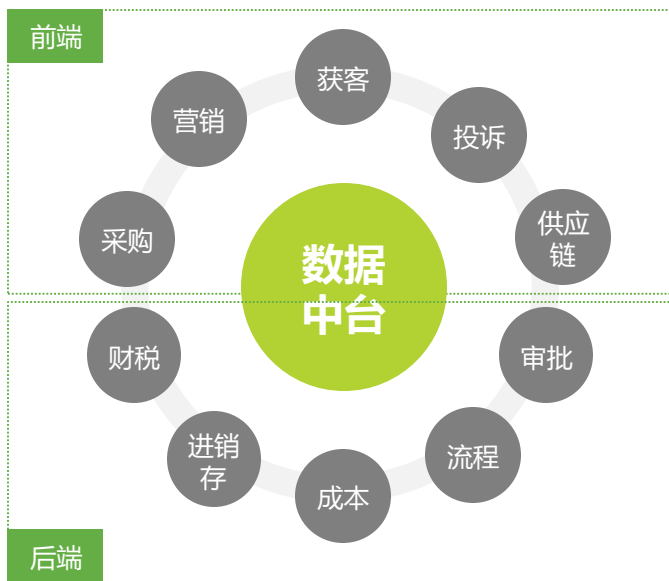 前端
获客
营销
投诉
采购
供应
链
数据
中台
财税
审批
进销
存
流程
成本
后端